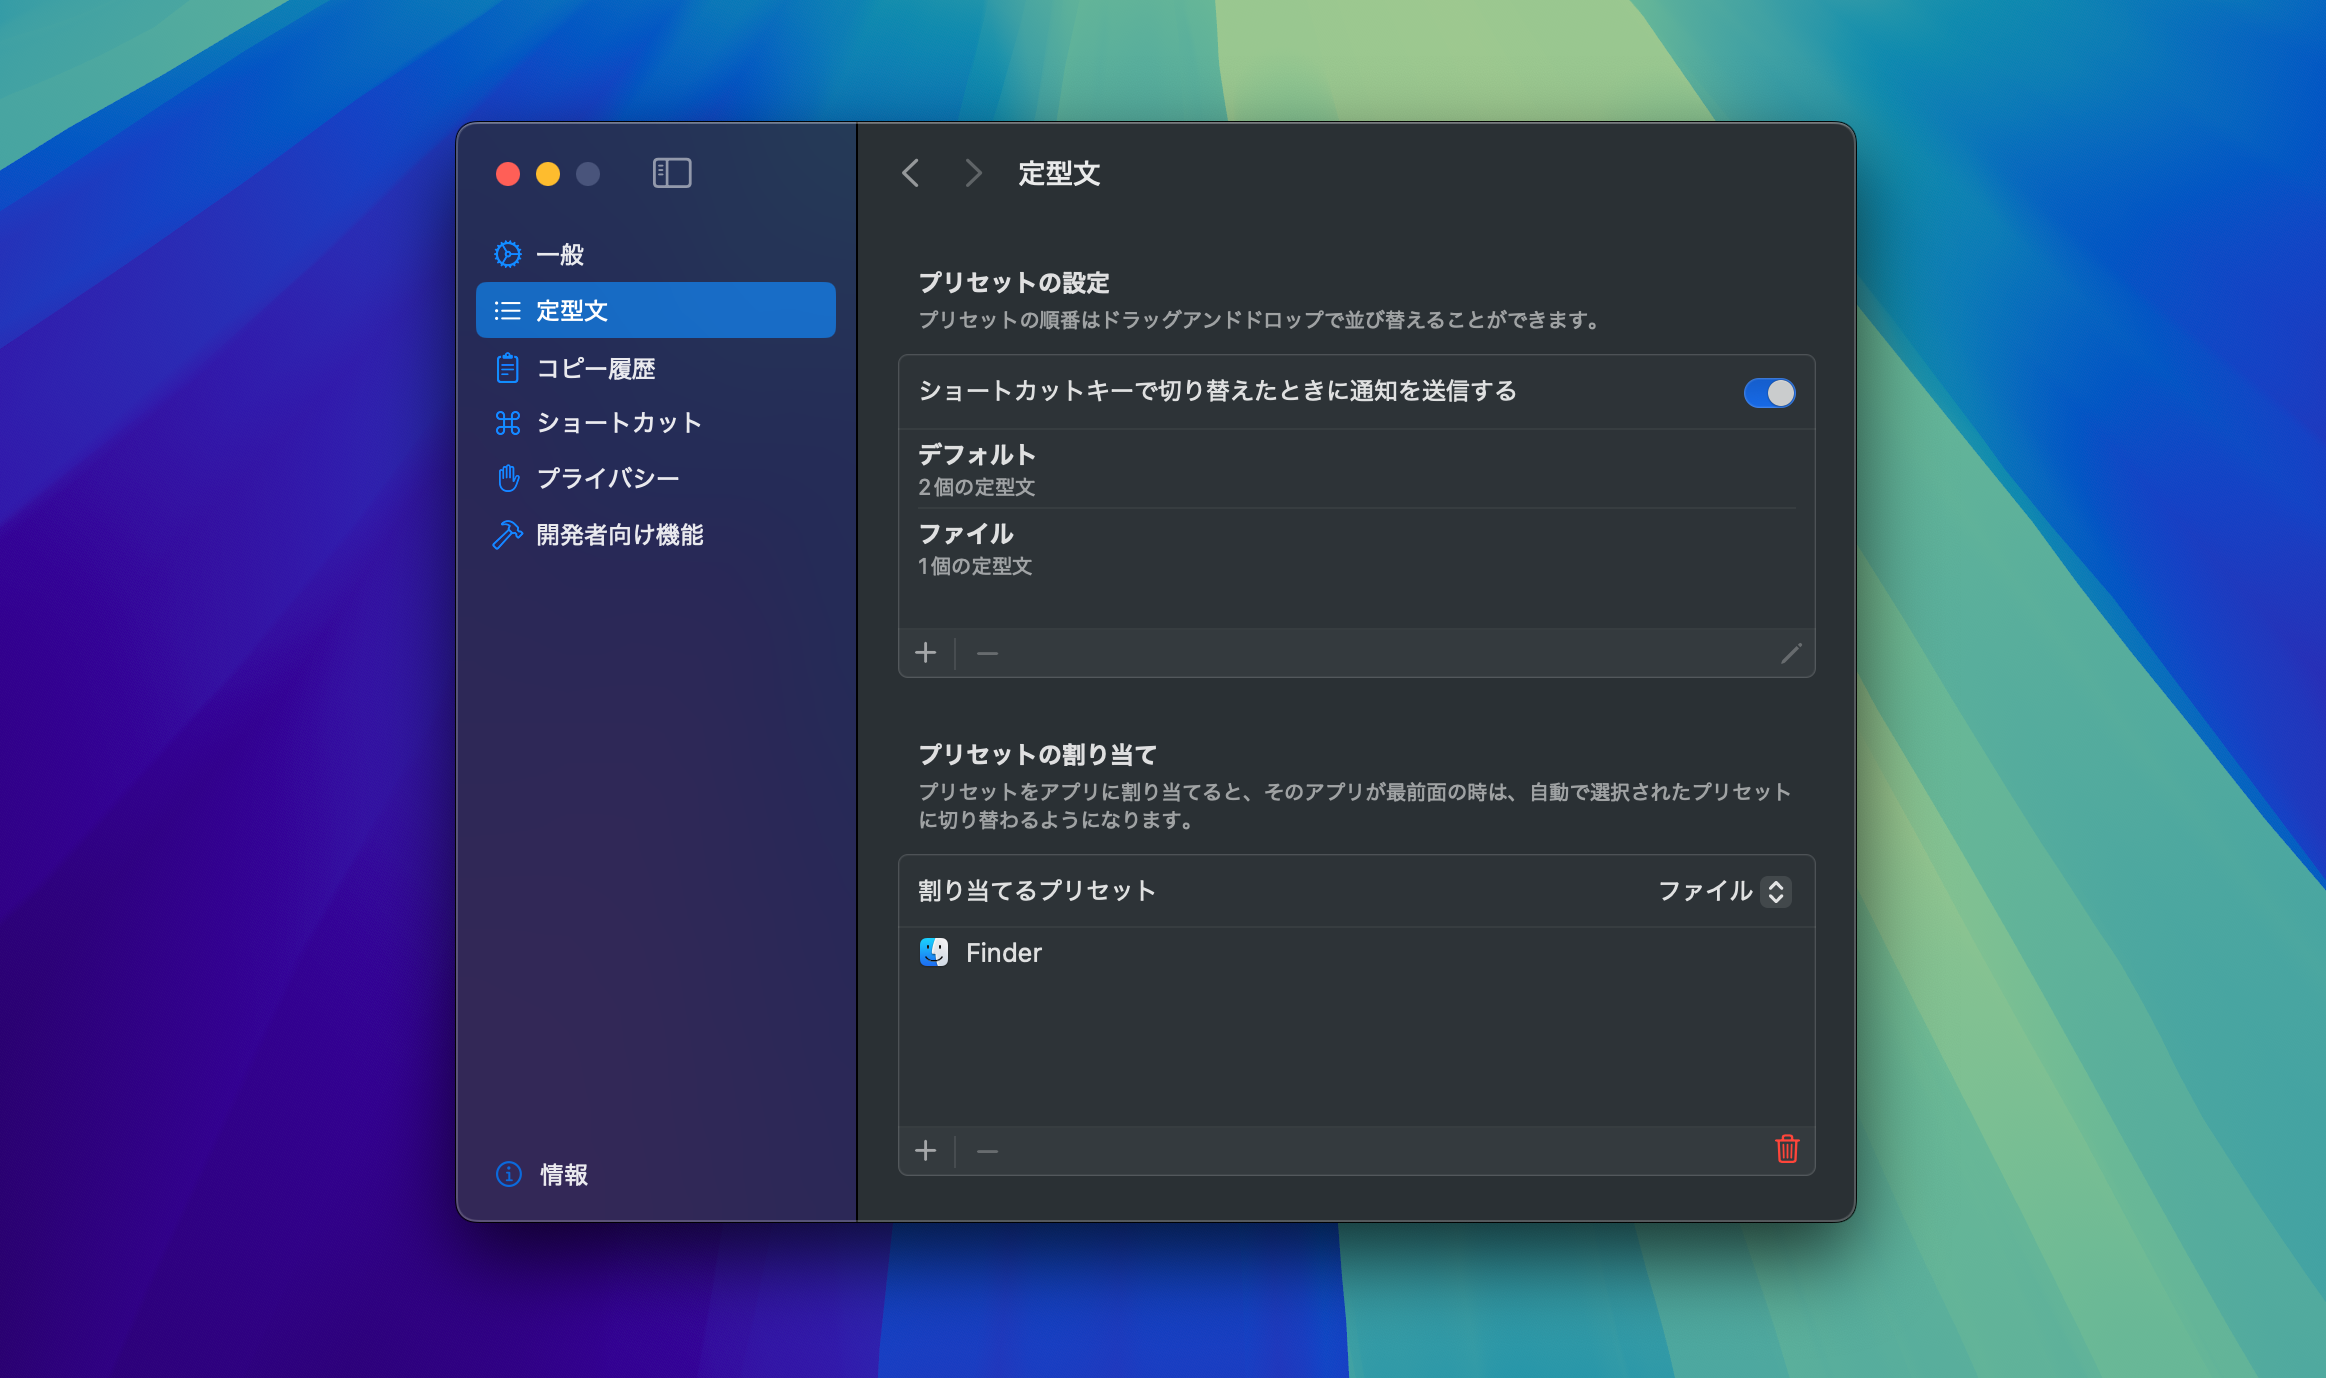 一般
定型文
コピー履歴
ショートカット
プライバシー
開発者向け機能
情報
定型文
プリセットの設定
プリセットの順番はドラッグアンドドロップで並び替えることができます。
ショートカットキーで切り替えたときに通知を送信する
デフォルト
2個の定型文
ファイル
1個の定型文
プリセットの割り当て
プリセットをアプリに割り当てると、そのアプリが最前面の時は、自動で選択されたプリセット
に切り替わるようになります。
割り当てるプリセット ファイル
Finder